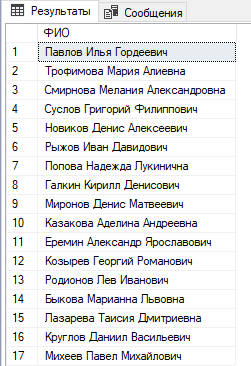 Результаты Сообщения
ФИО
1 Павлов Илья Гордеевич
2 Трофимова Мария Алиевна
3 Смирнова Мелания Александровна
4 Суслов Григорий Филиппович
5 Новиков Денис Алексеевич
6 Рыжов Иван Давидович
7 Попова Надежда Лукинична
8 Галкин Кирилл Денисович
9 Миронов Денис Матвеевич
10 Казакова Аделина Андреевна
11 Еремин Александр Ярославович
12 Козырев Георгий Романович
13 Родионов Лев Иванович
14 Быкова Марианна Львовна
15 Лазарева Таисия Дмитриевна
16 Круглов Даниил Васильевич
17 Михеев Павел Михайлович